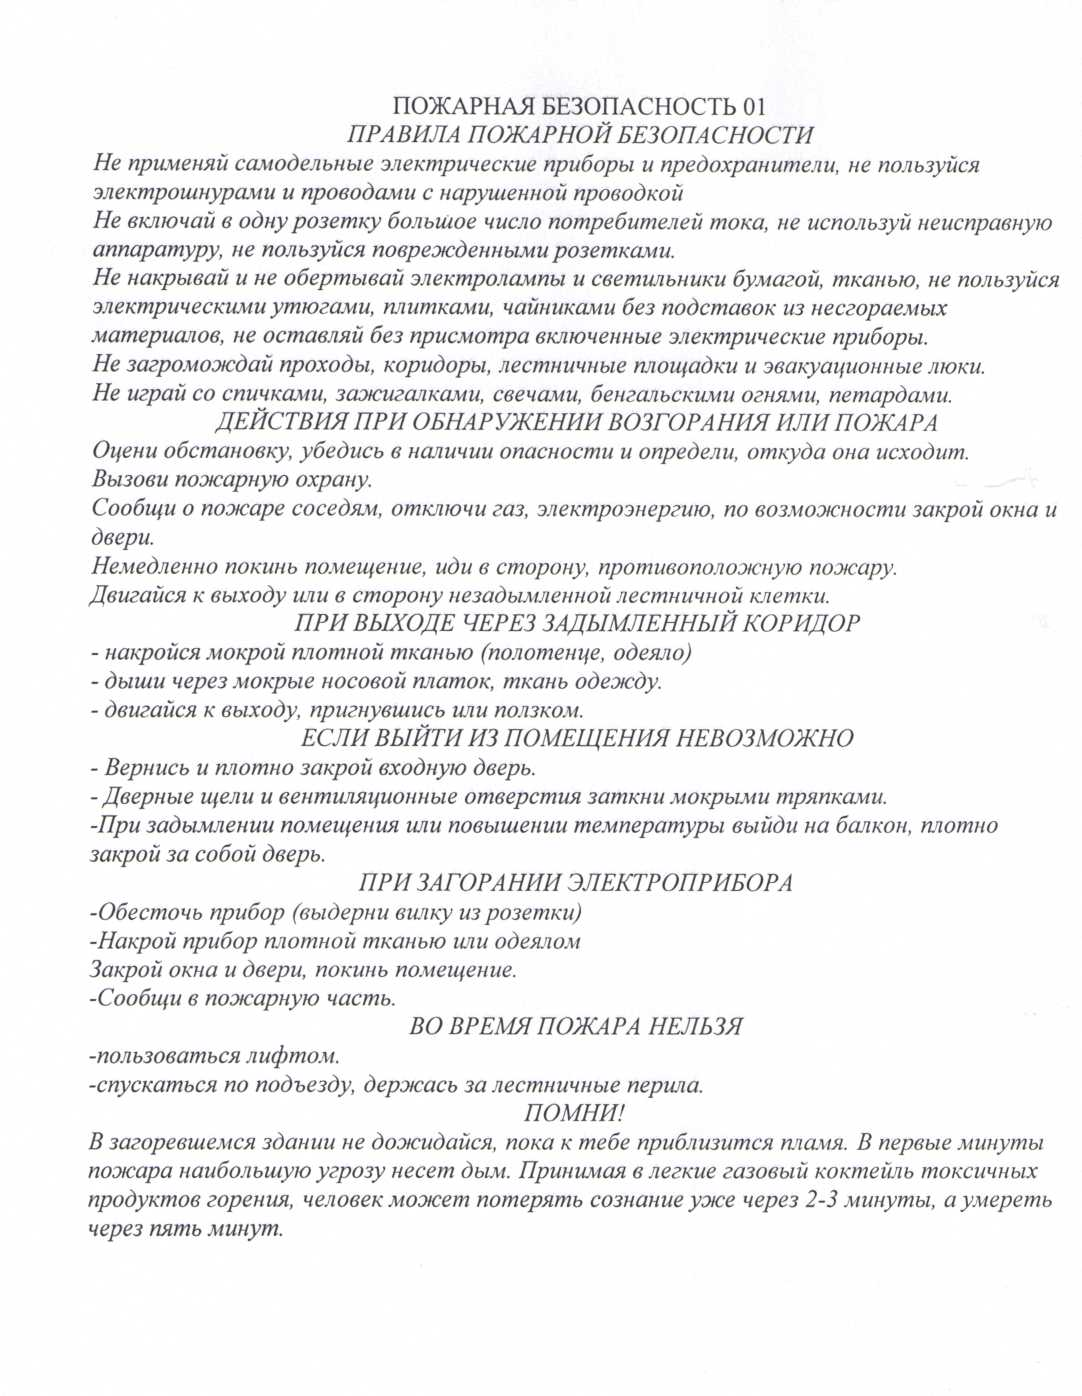 ПОЖАРНАЯ БЕЗОПАСНОСТЬ 01
ПРАВИЛА ПОЖАРНОЙ БЕЗОПАСНОСТИ
Не применяй самодельные электрические приборы и предохранители, не пользуйся
электрошнурами и проводами с нарушенной проводкой
Не включай в одну розетку большое число потребителей тока, не используй неисправную
аппаратуру, не пользуйся поврежденными розетками.
Не накрывай и не обертывай электролампы и светильники бумагой, тканью, не пользуйся
электрическими утюгами, плитками, чайниками без подставок из несгораемых
материалов, не оставляй без присмотра включенные электрические приборы.
Не загромождай проходы, коридоры, лестничные площадки и эвакуационные люки.
Не играй со спичками, зажигалками, свечами, бенгальскими огнями, петардами.
ДЕЙСТВИЯ ПРИ ОБНАРУЖЕНИИ ВОЗГОРАНИЯ ИЛИ ПОЖАРА
Оцени обстановку, убедись в наличии опасности и определи, откуда она исходит.
Вызови пожарную охрану.
Сообщи о пожаре соседям, отключи газ, электроэнергию, по возможности закрой окна и
двери.
Немедленно покинь помещение, иди в сторону, противоположную пожару.
Двигайся к выходу или в сторону незадымленной лестничной клетки.
ПРИ ВЫХОДЕ ЧЕРЕЗ ЗАДЫМЛЕННЫЙ КОРИДОР
- накройся мокрой плотной тканью (полотенце, одеяло)
- дыши через мокрые носовой платок, ткань одежду.
- двигайся к выходу, пригнувшись или ползком.
ЕСЛИ ВЫЙТИ ИЗ ПОМЕЩЕНИЯ НЕВОЗМОЖНО
- Вернись и плотно закрой входную дверь.
- Дверные щели и вентиляционные отверстия заткни мокрыми тряпками.
-При задымлении помещения или повышении температуры выйди на балкон, плотно
закрой за собой дверь.
ПРИ ЗАГОРАНИИ ЭЛЕКТРОПРИБОРА
-Обесточь прибор (выдерни вилку из розетки)
-Накрой прибор плотной тканью или одеялом
Закрой окна и двери, покинь помещение.
-Сообщи в пожарную часть.
ВО ВРЕМЯ ПОЖАРА НЕЛЬЗЯ
-пользоваться лифтом.
-спускаться по подъезду, держась за лестничные перила.
ПОМНИ!
В загоревшемся здании не дожидайся, пока к тебе приблизится пламя. В первые минуты
пожара наибольшую угрозу несет дым. Принимая в легкие газовый коктейль токсичных
продуктов горения, человек может потерять сознание уже через 2-3 минуты, а умереть
через пять минут.